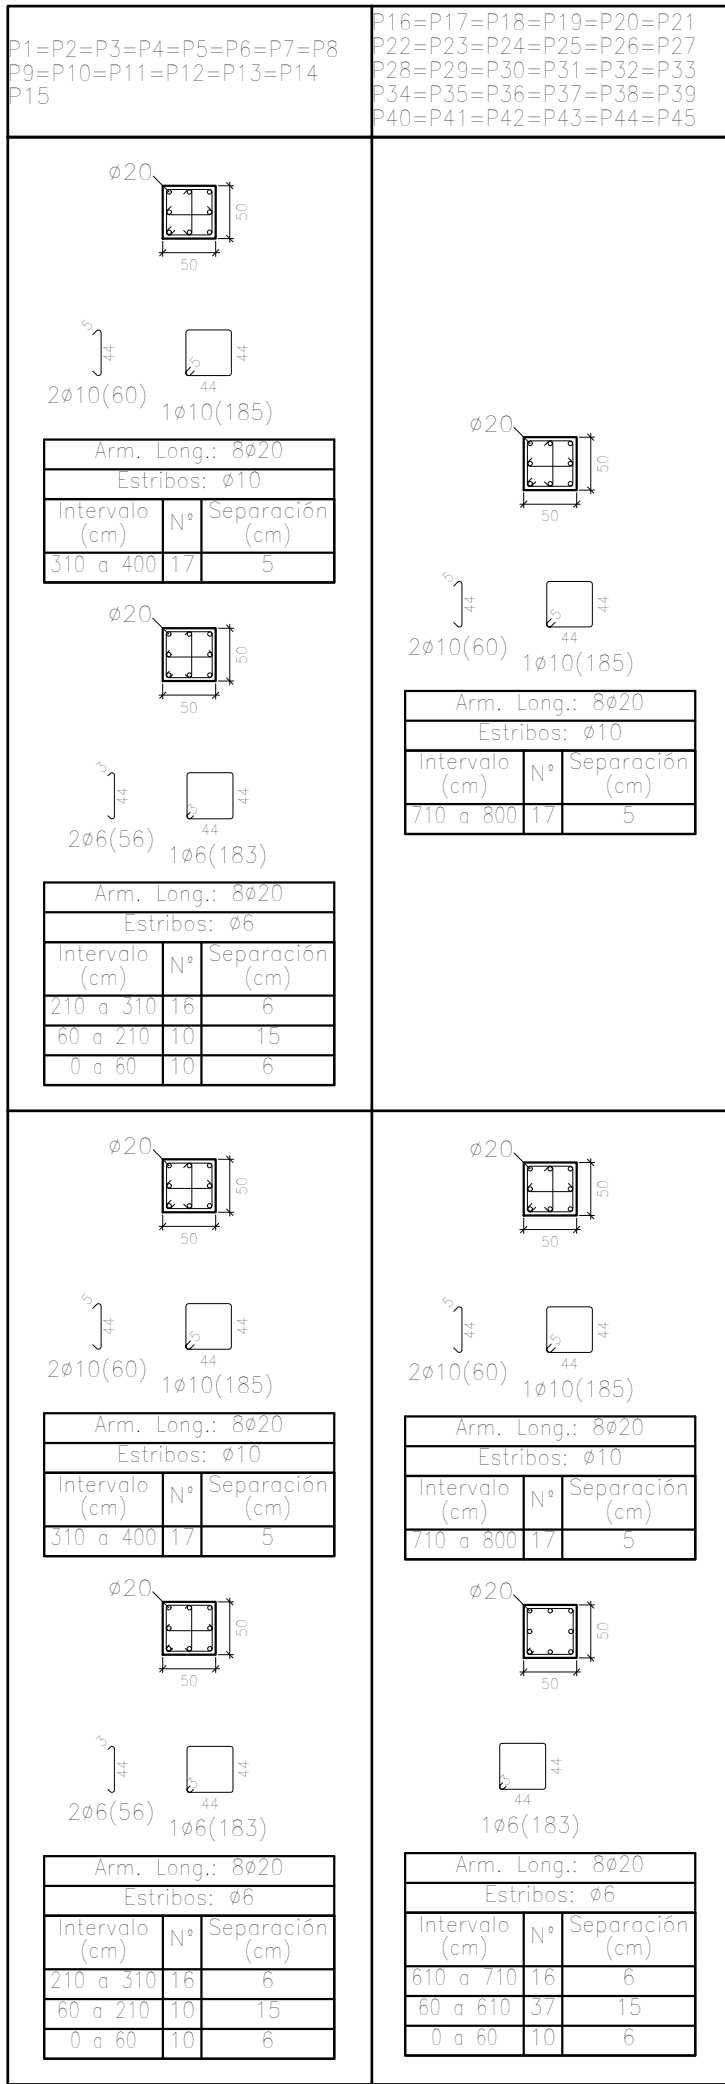 P1=P2=P3=P4=P5=P6=P7=P8
P9=P10=P11=P12=P13=P14
P15
P16=P17=P18=P19=P20=P21
P22=P23=P24=P25=P26=P27
P28=P29=P30=P31=P32=P33
P34=P35=P36=P37=P38=P39
P40=P41=P42=P43=P44=P45
ø20
50
50
5
44
2ø10(60)
5
44
44
1ø10(185)
Arm. Long.: 8ø20
Estribos: ø10
Intervalo (cm) Nº Separación (cm)
310 a 400 17 5
ø20
50
50
3
44
2ø6(56)
3
44
44
1ø6(183)
Arm. Long.: 8ø20
Estribos: ø6
Intervalo (cm) Nº Separación (cm)
210 a 310 16 6
60 a 210 10 15
0 a 60 10 6
ø20
50
50
5
44
2ø10(60)
5
44
44
1ø10(185)
Arm. Long.: 8ø20
Estribos: ø10
Intervalo (cm) Nº Separación (cm)
710 a 800 17 5
ø20
50
50
5
44
2ø10(60)
5
44
44
1ø10(185)
Arm. Long.: 8ø20
Estribos: ø10
Intervalo (cm) Nº Separación (cm)
310 a 400 17 5
ø20
50
50
3
44
2ø6(56)
3
44
44
1ø6(183)
Arm. Long.: 8ø20
Estribos: ø6
Intervalo (cm) Nº Separación (cm)
210 a 310 16 6
60 a 210 10 15
0 a 60 10 6
ø20
50
50
5
44
2ø10(60)
5
44
44
1ø10(185)
Arm. Long.: 8ø20
Estribos: ø10
Intervalo (cm) Nº Separación (cm)
710 a 800 17 5
ø20
50
50
3
44
44
1ø6(183)
Arm. Long.: 8ø20
Estribos: ø6
Intervalo (cm) Nº Separación (cm)
610 a 710 16 6
60 a 610 37 15
0 a 60 10 6